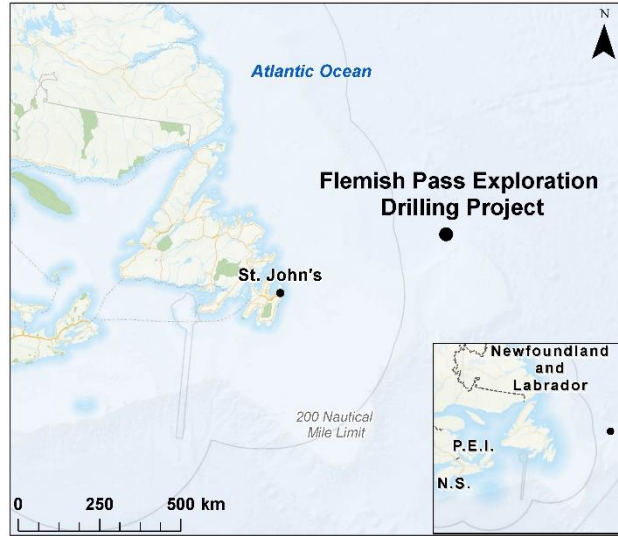 N
Atlantic Ocean
Flemish Pass Exploration
Drilling Project
St. John's
200 Nautical
Mile Limit
0 250 500 km
Newfoundland
and
Labrador
P.E.I.
N.S.